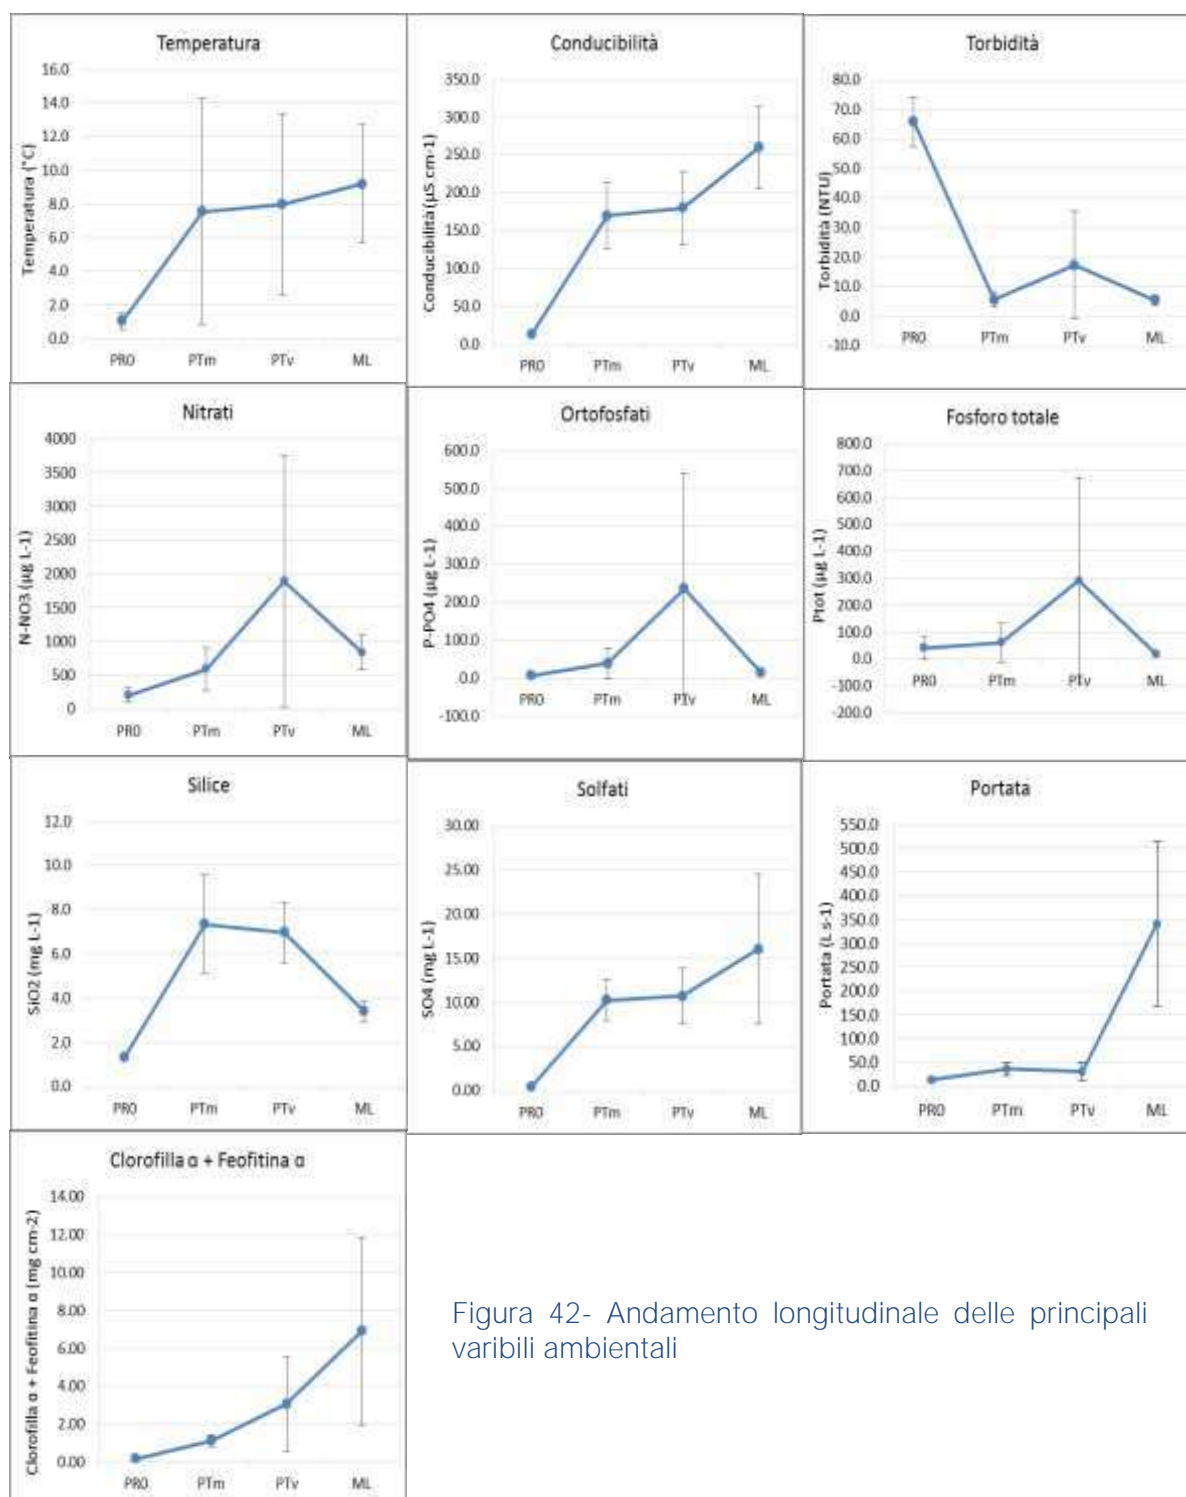 Temperatura
Temperatura (°C)
16.0
14.0
12.0
10.0
8.0
6.0
4.0
2.0
0.0
PR0 PTm PTv ML
Conducibilità
Conducibilità (µS cm-1)
350.0
300.0
250.0
200.0
150.0
100.0
50.0
0.0
PR0 PTm PTv ML
Torbidità
Torbidità (NTU)
80.0
70.0
60.0
50.0
40.0
30.0
20.0
10.0
0.0
-10.0
PR0 PTm PTv ML
Nitrati
N-NO3 (µg L-1)
4000
3500
3000
2500
2000
1500
1000
500
0
PR0 PTm PTv ML
Ortofosfati
P-PO4 (µg L-1)
600.0
500.0
400.0
300.0
200.0
100.0
0.0
-100.0
PR0 PTm PTv ML
Fosforo totale
Ptot (µg L-1)
800.0
700.0
600.0
500.0
400.0
300.0
200.0
100.0
0.0
-100.0
-200.0
PR0 PTm PTv ML
Silice
SiO2 (mg L-1)
12.0
10.0
8.0
6.0
4.0
2.0
0.0
PR0 PTm PTv ML
Solfati
SO4 (mg L-1)
30.00
25.00
20.00
15.00
10.00
5.00
0.00
PR0 PTm PTv ML
Portata
Portata (L s-1)
550.0
500.0
450.0
400.0
350.0
300.0
250.0
200.0
150.0
100.0
50.0
0.0
PR0 PTm PTv ML
Clorofilla α + Feofitina α
Clorofilla α + Feofitina α (mg cm-2)
14.00
12.00
10.00
8.00
6.00
4.00
2.00
0.00
PR0 PTm PTv ML
Figura 42- Andamento longitudinale delle principali
varibili ambientali